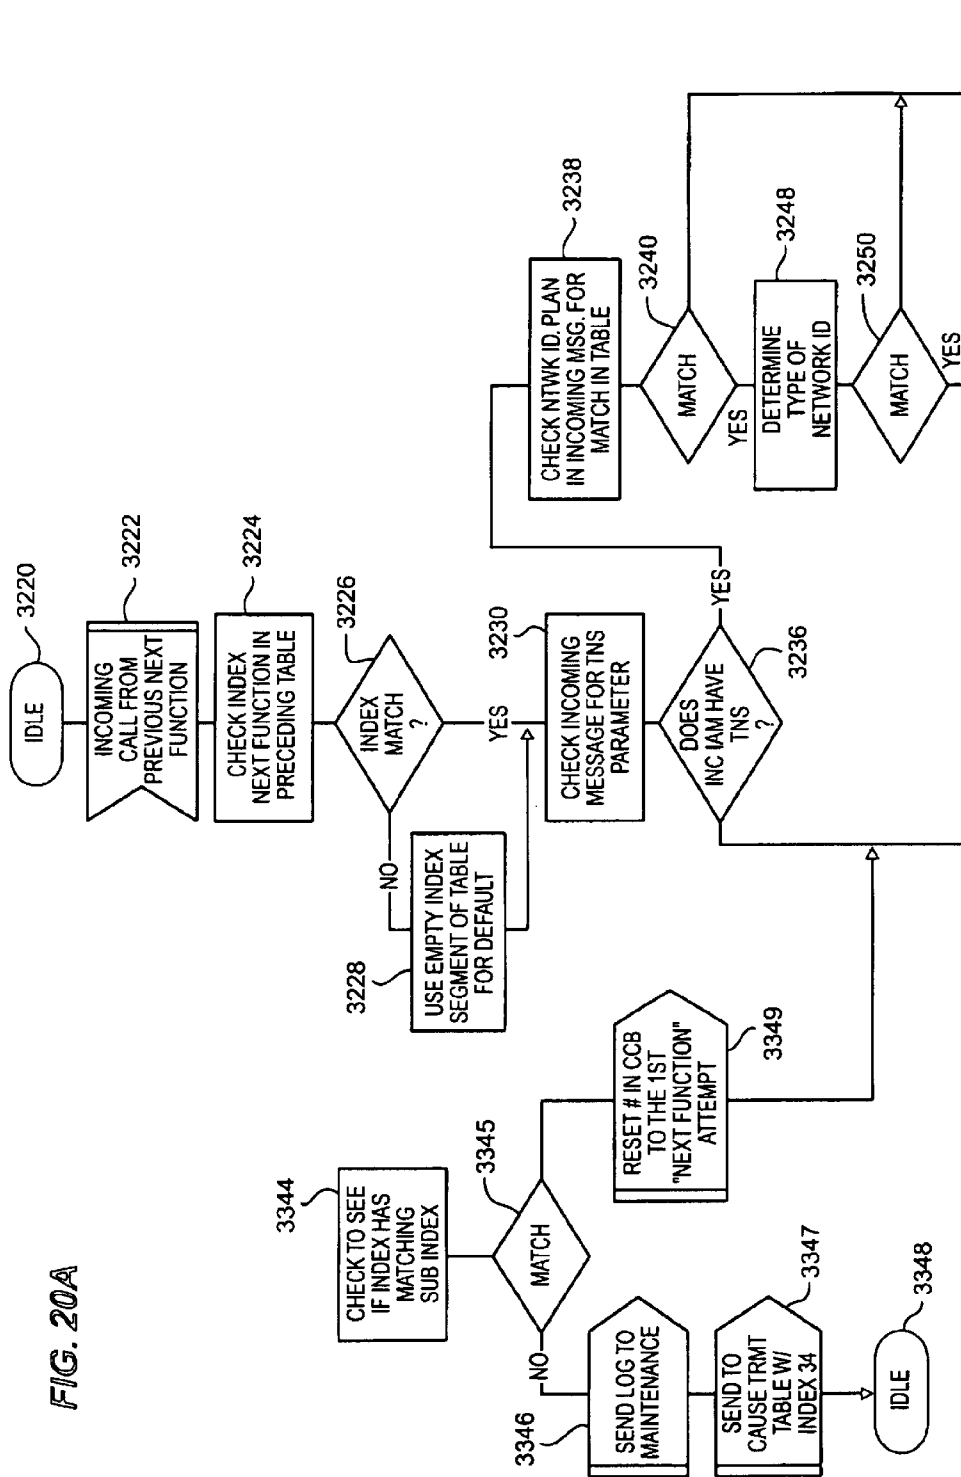 FIG. 20A
3344
CHECK TO SEE
IF INDEX HAS
MATCHING
SUB INDEX
3345
MATCH
NO
3346
SEND LOG TO
MAINTENANCE
SEND TO
CAUSE TRMT
TABLE W/
INDEX 34
3347
IDLE
3348
RESET # IN CCB
TO THE 1ST
"NEXT FUNCTION"
ATTEMPT
3349
IDLE
3220
INCOMING
CALL FROM
PREVIOUS NEXT
FUNCTION
3222
CHECK INDEX
NEXT FUNCTION IN
PRECEDING TABLE
3224
INDEX
MATCH
?
3226
NO
3228
USE EMPTY INDEX
SEGMENT OF TABLE
FOR DEFAULT
YES
3230
CHECK INCOMING
MESSAGE FOR TNS
PARAMETER
DOES
INC IAM HAVE
TNS
?
3236
YES
CHECK NTWK ID. PLAN
IN INCOMING MSG. FOR
MATCH IN TABLE
3238
MATCH
3240
YES
DETERMINE
TYPE OF
NETWORK ID
3248
MATCH
3250
YES